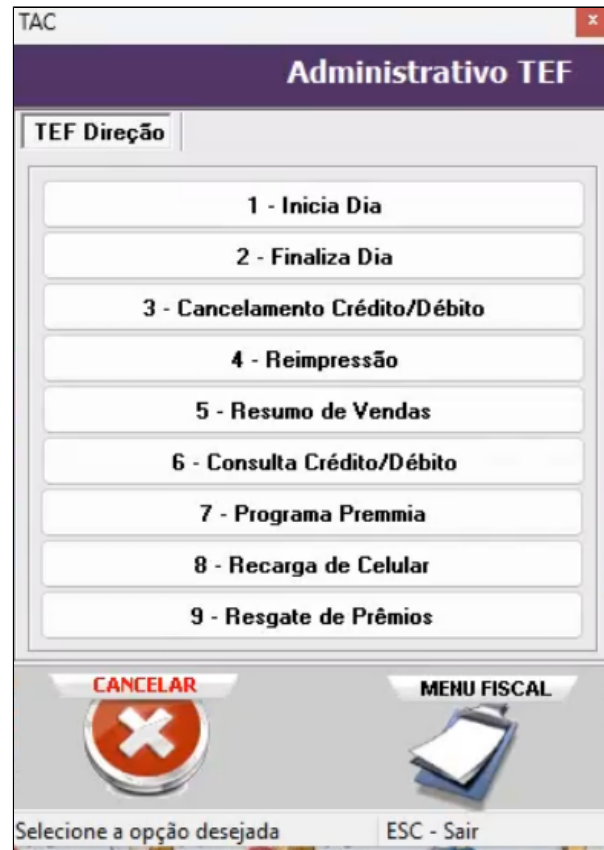 TAC
x
Administrativo TEF
TEF Direção
1 - Inicia Dia
2 - Finaliza Dia
3 - Cancelamento Crédito/Débito
4 - Reimpressão
5 - Resumo de Vendas
6 - Consulta Crédito/Débito
7 - Programa Premmia
8 - Recarga de Celular
9 - Resgate de Prêmios
CANCELAR
MENU FISCAL
Selecione a opção desejada ESC - Sair